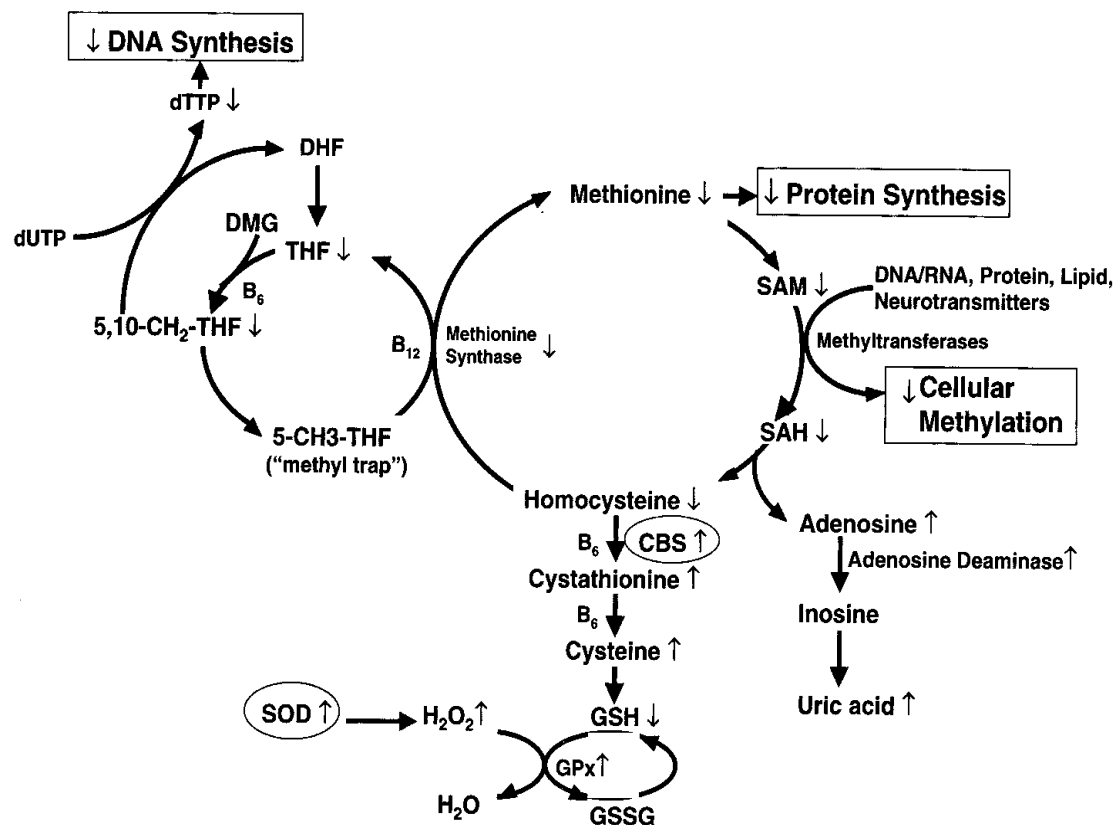 ↓ DNA Synthesis
dTTP ↓
DHF
dUTP
DMG
THF ↓
B₆
5,10-CH₂-THF ↓
5-CH3-THF
("methyl trap")
B₁₂
Methionine
Synthase ↓
Methionine ↓
↓ Protein Synthesis
SAM ↓
DNA/RNA, Protein, Lipid,
Neurotransmitters
Methyltransferases
↓ Cellular
Methylation
SAH ↓
Homocysteine ↓
B₆
CBS ↑
Cystathionine ↑
B₆
Cysteine ↑
Adenosine ↑
Adenosine Deaminase ↑
Inosine
Uric acid ↑
SOD ↑
H₂O₂ ↑
GSH ↓
GPx ↑
H₂O
GSSG